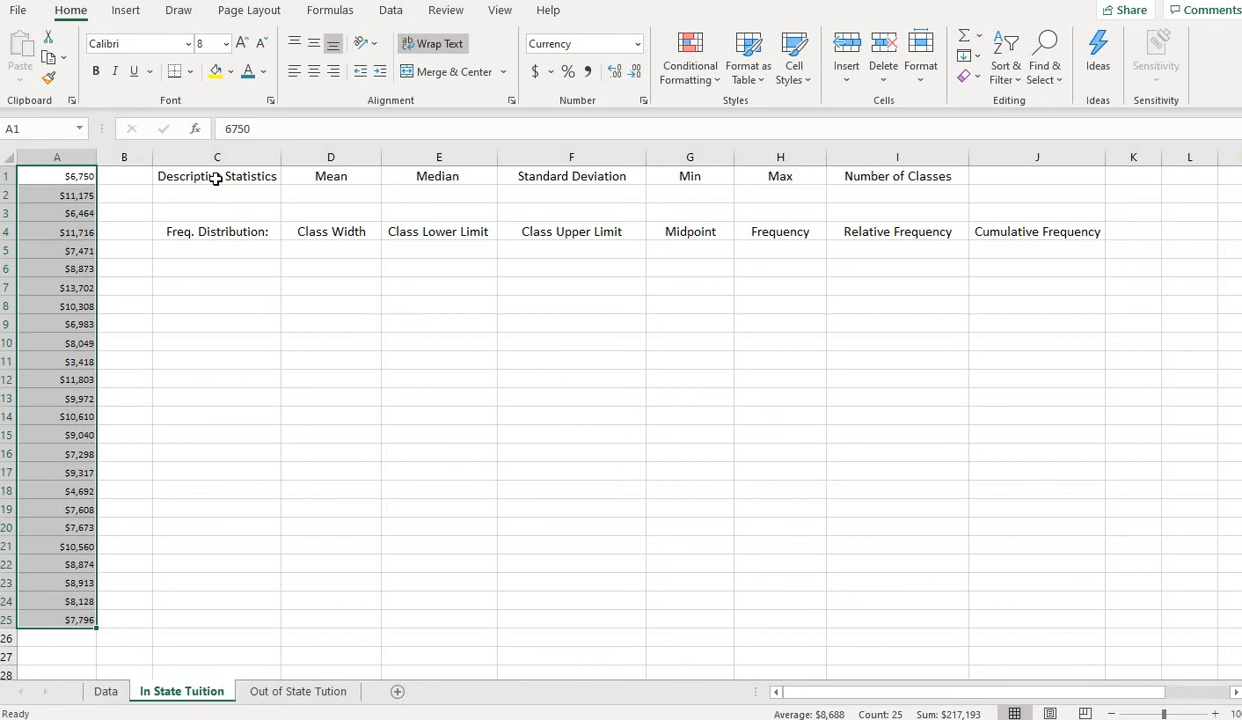 File Home Insert Draw Page Layout Formulas Data Review View Help Share Comments
Paste Calibri 8 A A Wrap Text Currency Conditional Formatting Format as Table Cell Styles Insert Delete Format Sort & Filter Find & Select Ideas Sensitivity
B I U A Merge & Center $ % 9
Clipboard Font Alignment Number Styles Cells Editing Ideas Sensitivity
A1 fx 6750
A B C D E F G H I J K L
1 $6,750 Descriptive Statistics Mean Median Standard Deviation Min Max Number of Classes
2 $11,175
3 $6,464
4 $11,716 Freq. Distribution: Class Width Class Lower Limit Class Upper Limit Midpoint Frequency Relative Frequency Cumulative Frequency
5 $7,471
6 $8,873
7 $13,702
8 $10,308
9 $6,983
10 $8,049
11 $3,418
12 $11,803
13 $9,972
14 $10,610
15 $9,040
16 $7,298
17 $9,317
18 $4,692
19 $7,608
20 $7,673
21 $10,560
22 $8,874
23 $8,913
24 $8,128
25 $7,796
26
27
28
Data In State Tuition Out of State Tution
Ready Average: $8,688 Count: 25 Sum: $217,193 10